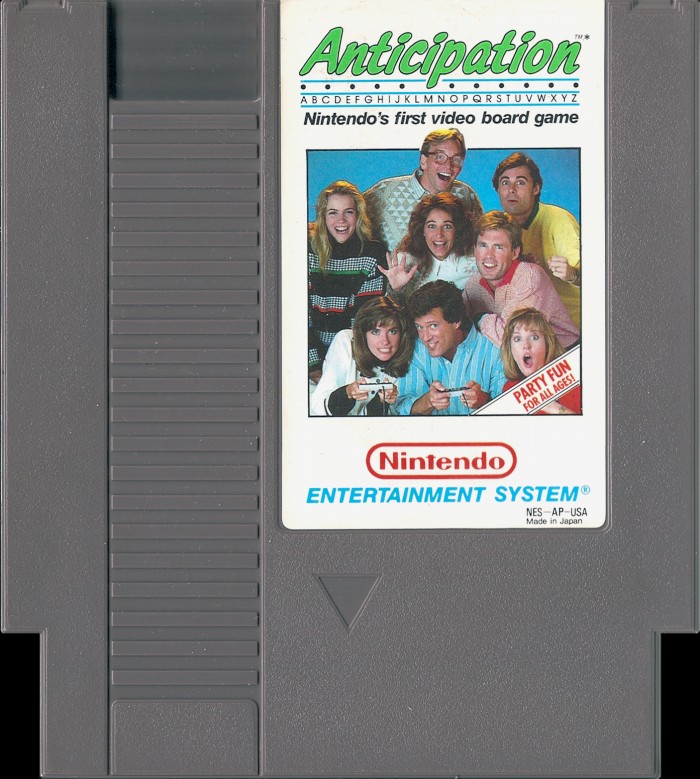 Anticipation™*
ABCDEFGHIJKLMNOPQRSTUVWXYZ
Nintendo's first video board game
PARTY FUN
FOR ALL AGES!
Nintendo
ENTERTAINMENT SYSTEM®
NES-AP-USA
Made in Japan